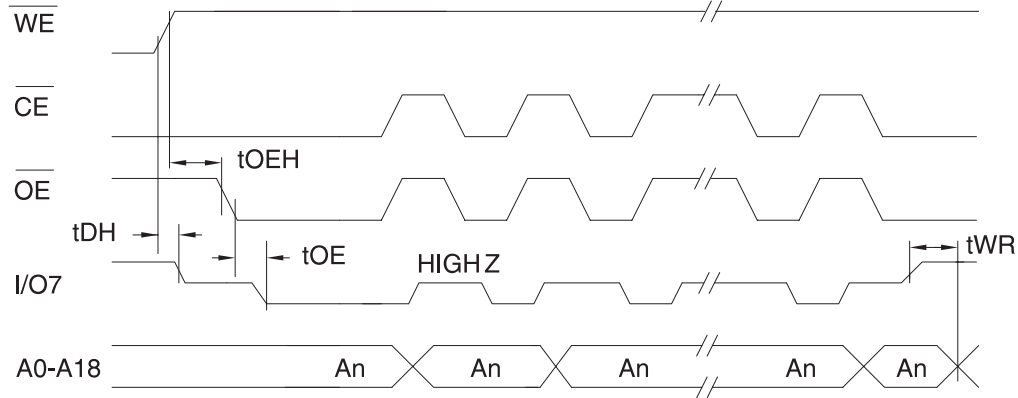 WE
CE
tOEH
OE
tDH
tOE
tWR
HIGH Z
I/O7
A0-A18 An An An An An